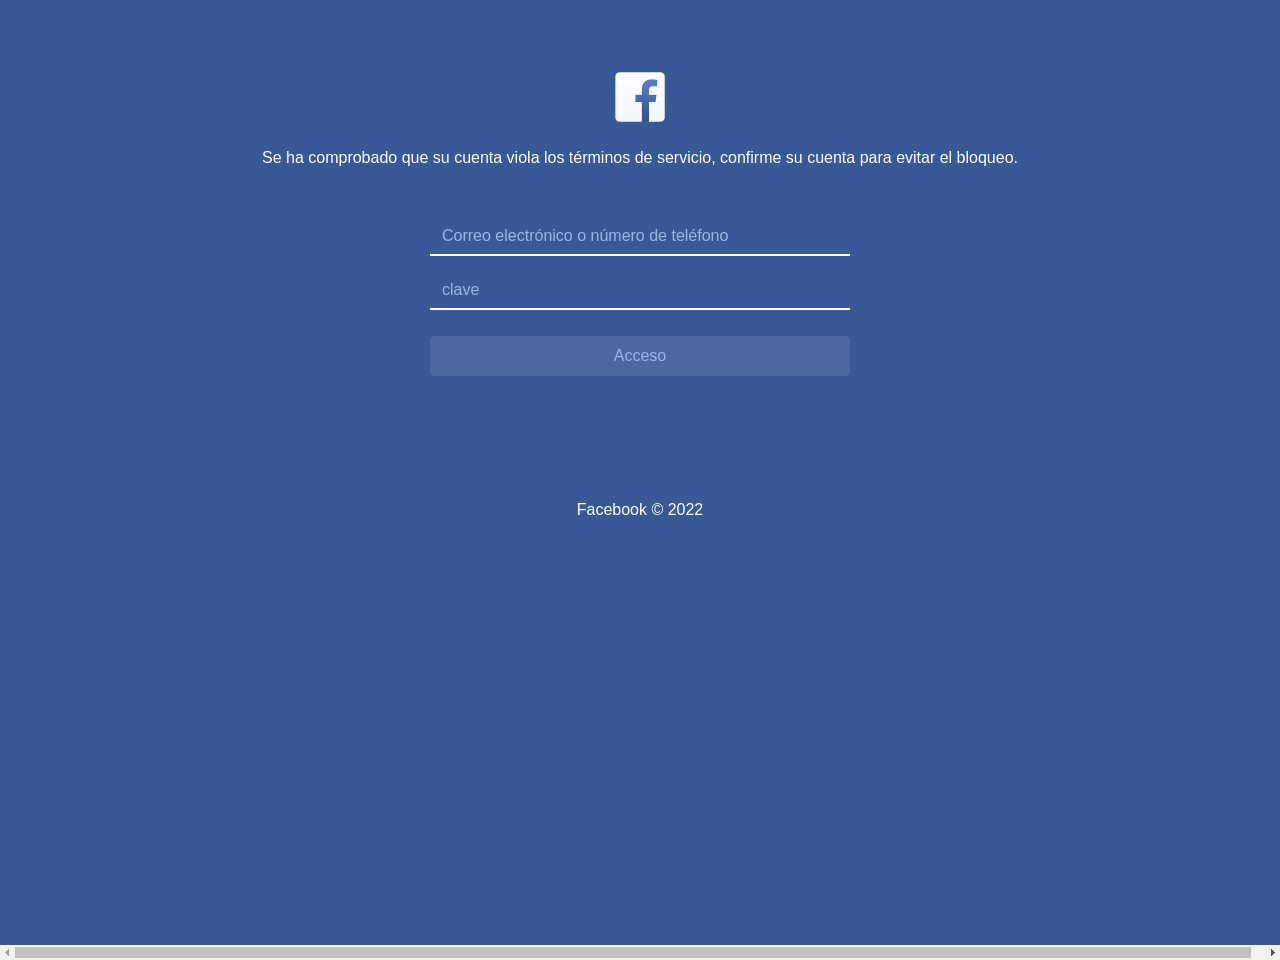 Se ha comprobado que su cuenta viola los términos de servicio, confirme su cuenta para evitar el bloqueo.
Correo electrónico o número de teléfono
clave
Acceso
Facebook © 2022